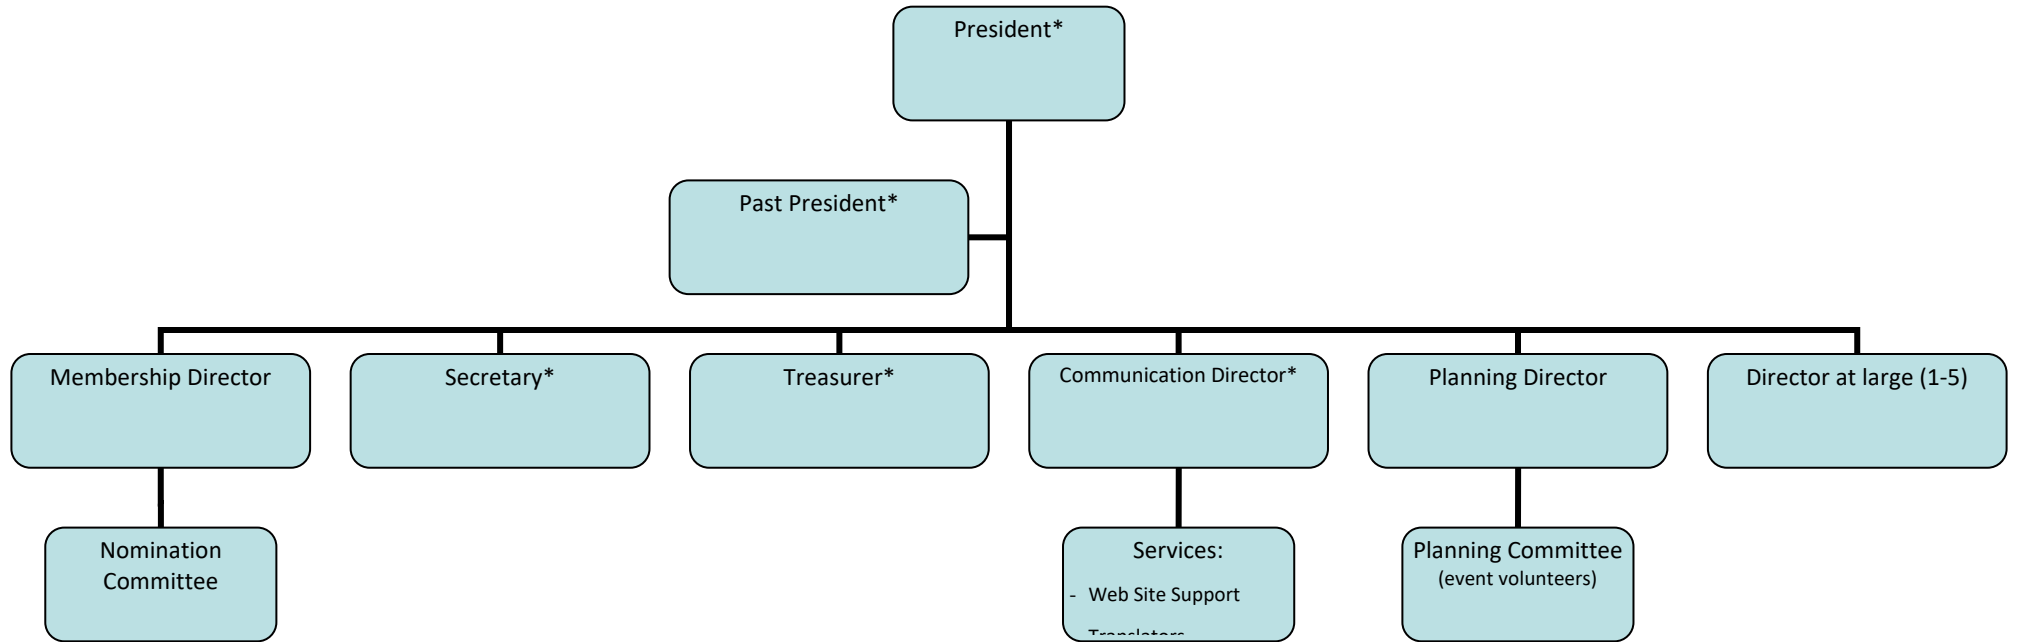 President*
Past President*
Membership Director
Secretary*
Treasurer*
Communication Director*
Planning Director
Director at large (1-5)
Nomination
Committee
Services:
- Web Site Support
Translators
Planning Committee
(event volunteers)